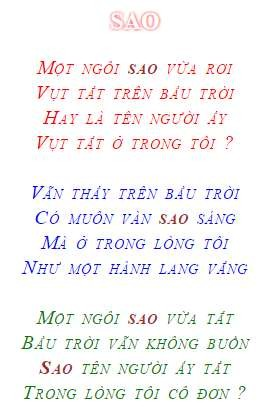 SAO
MỘT NGÔI SAO VỪA RƠI
VỤT TẮT TRÊN BẦU TRỜI
HAY LÀ TÊN NGƯỜI ẤY
VỤT TẮT Ở TRONG TÔI ?
VẪN THẤY TRÊN BẦU TRỜI
CÓ MUÔN VÀN SAO SÁNG
MÀ Ở TRONG LÒNG TÔI
NHƯ MỘT HÀNH LANG VẮNG
MỘT NGÔI SAO VỪA TẮT
BẦU TRỜI VẪN KHÔNG BUỒN
SAO TÊN NGƯỜI ẤY TẮT
TRONG LÒNG TÔI CÔ ĐƠN ?